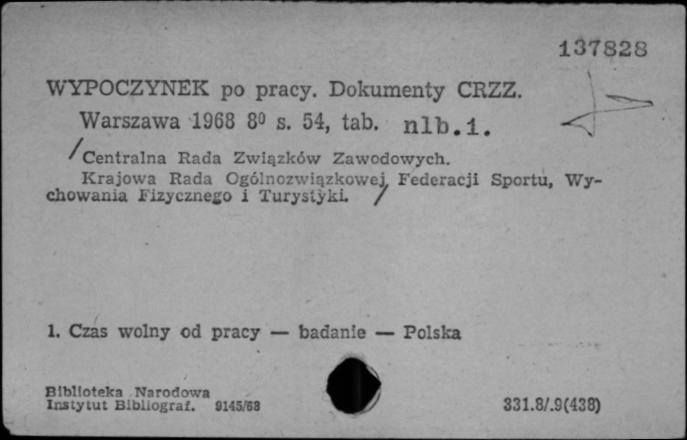 137828
WYPOCZYNEK po pracy. Dokumenty CRZZ.
Warszawa 1968 8⁰ s. 54, tab. nlb. 1.
/Centralna Rada Związków Zawodowych.
Krajowa Rada Ogólnozwiązkowej Federacji Sportu, Wy-
chowania Fizycznego i Turystyki. /
1. Czas wolny od pracy — badanie — Polska
Biblioteka Narodowa
Instytut Bibliograf. 9145/68
331.8/.9(438)